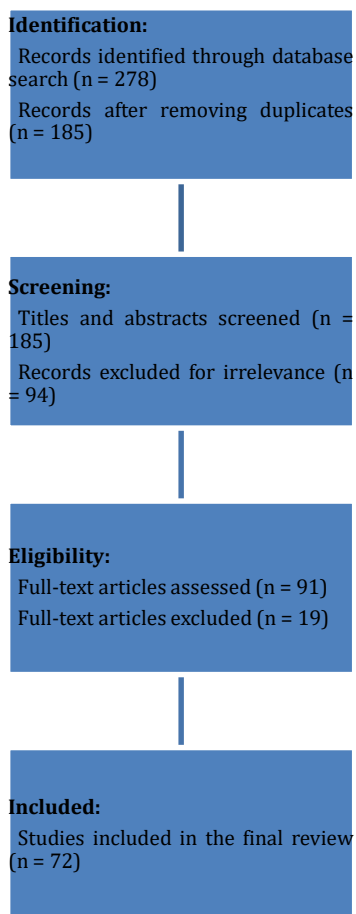 Identification:
Records identified through database
search (n = 278)
Records after removing duplicates
(n = 185)
Screening:
Titles and abstracts screened (n =
185)
Records excluded for irrelevance (n
= 94)
Eligibility:
Full-text articles assessed (n = 91)
Full-text articles excluded (n = 19)
Included:
Studies included in the final review
(n = 72)